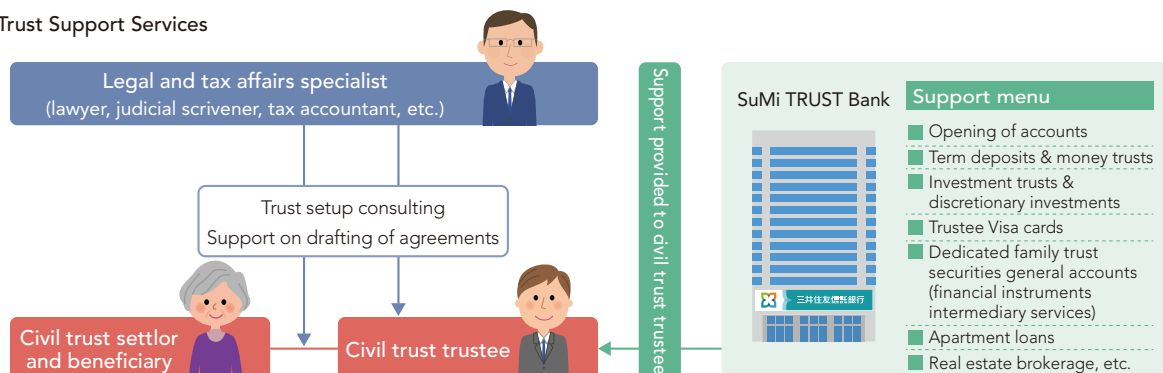 Trust Support Services
Legal and tax affairs specialist
(lawyer, judicial scrivener, tax accountant, etc.)
Trust setup consulting
Support on drafting of agreements
Civil trust settlor
and beneficiary
Civil trust trustee
Support provided to civil trust trustee
SuMi TRUST Bank
三井住友信託銀行
Support menu
Opening of accounts
Term deposits & money trusts
Investment trusts &
discretionary investments
Trustee Visa cards
Dedicated family trust
securities general accounts
(financial instruments
intermediary services)
Apartment loans
Real estate brokerage, etc.